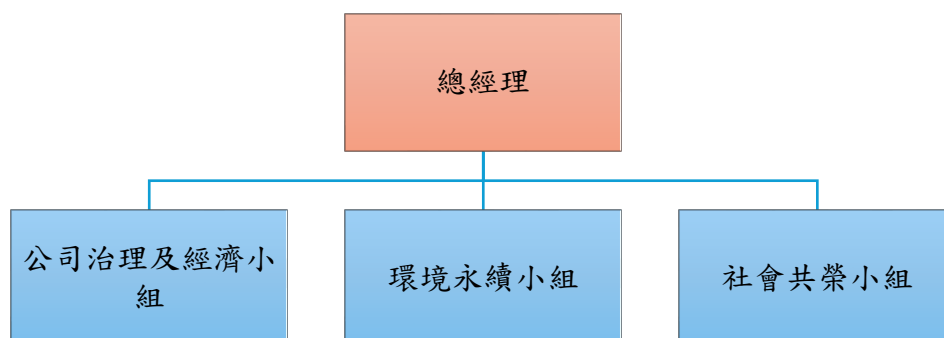 總經理
公司治理及經濟小
組
環境永續小組
社會共榮小組